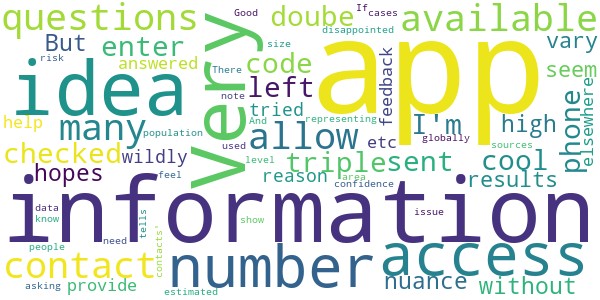 questions very Good If cases doube available
But enter disappointed app vary
idea answered There size code feedback seem
risk note left tried And representing phone elsewhere
help many population allow I'm high
checked wildly used etc globally
hopes feel level triple sent cool sources
data know tells reason area confidence results
information
people need contacts' show issue
contact number access
asking provide estimated nuance without